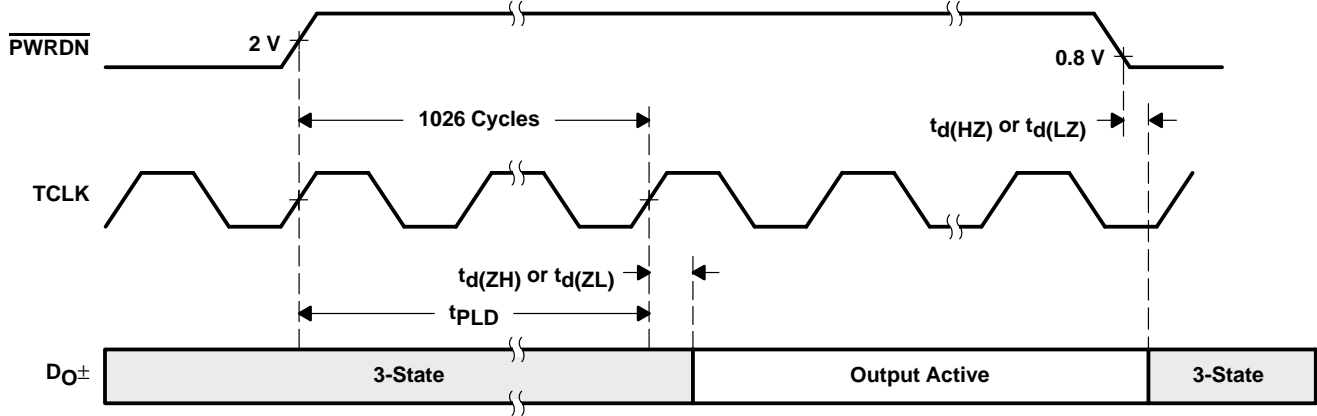 PWRDN
2 V
0.8 V
1026 Cycles
td(HZ) or td(LZ)
TCLK
td(ZH) or td(ZL)
tPLD
DO±
3-State
Output Active
3-State